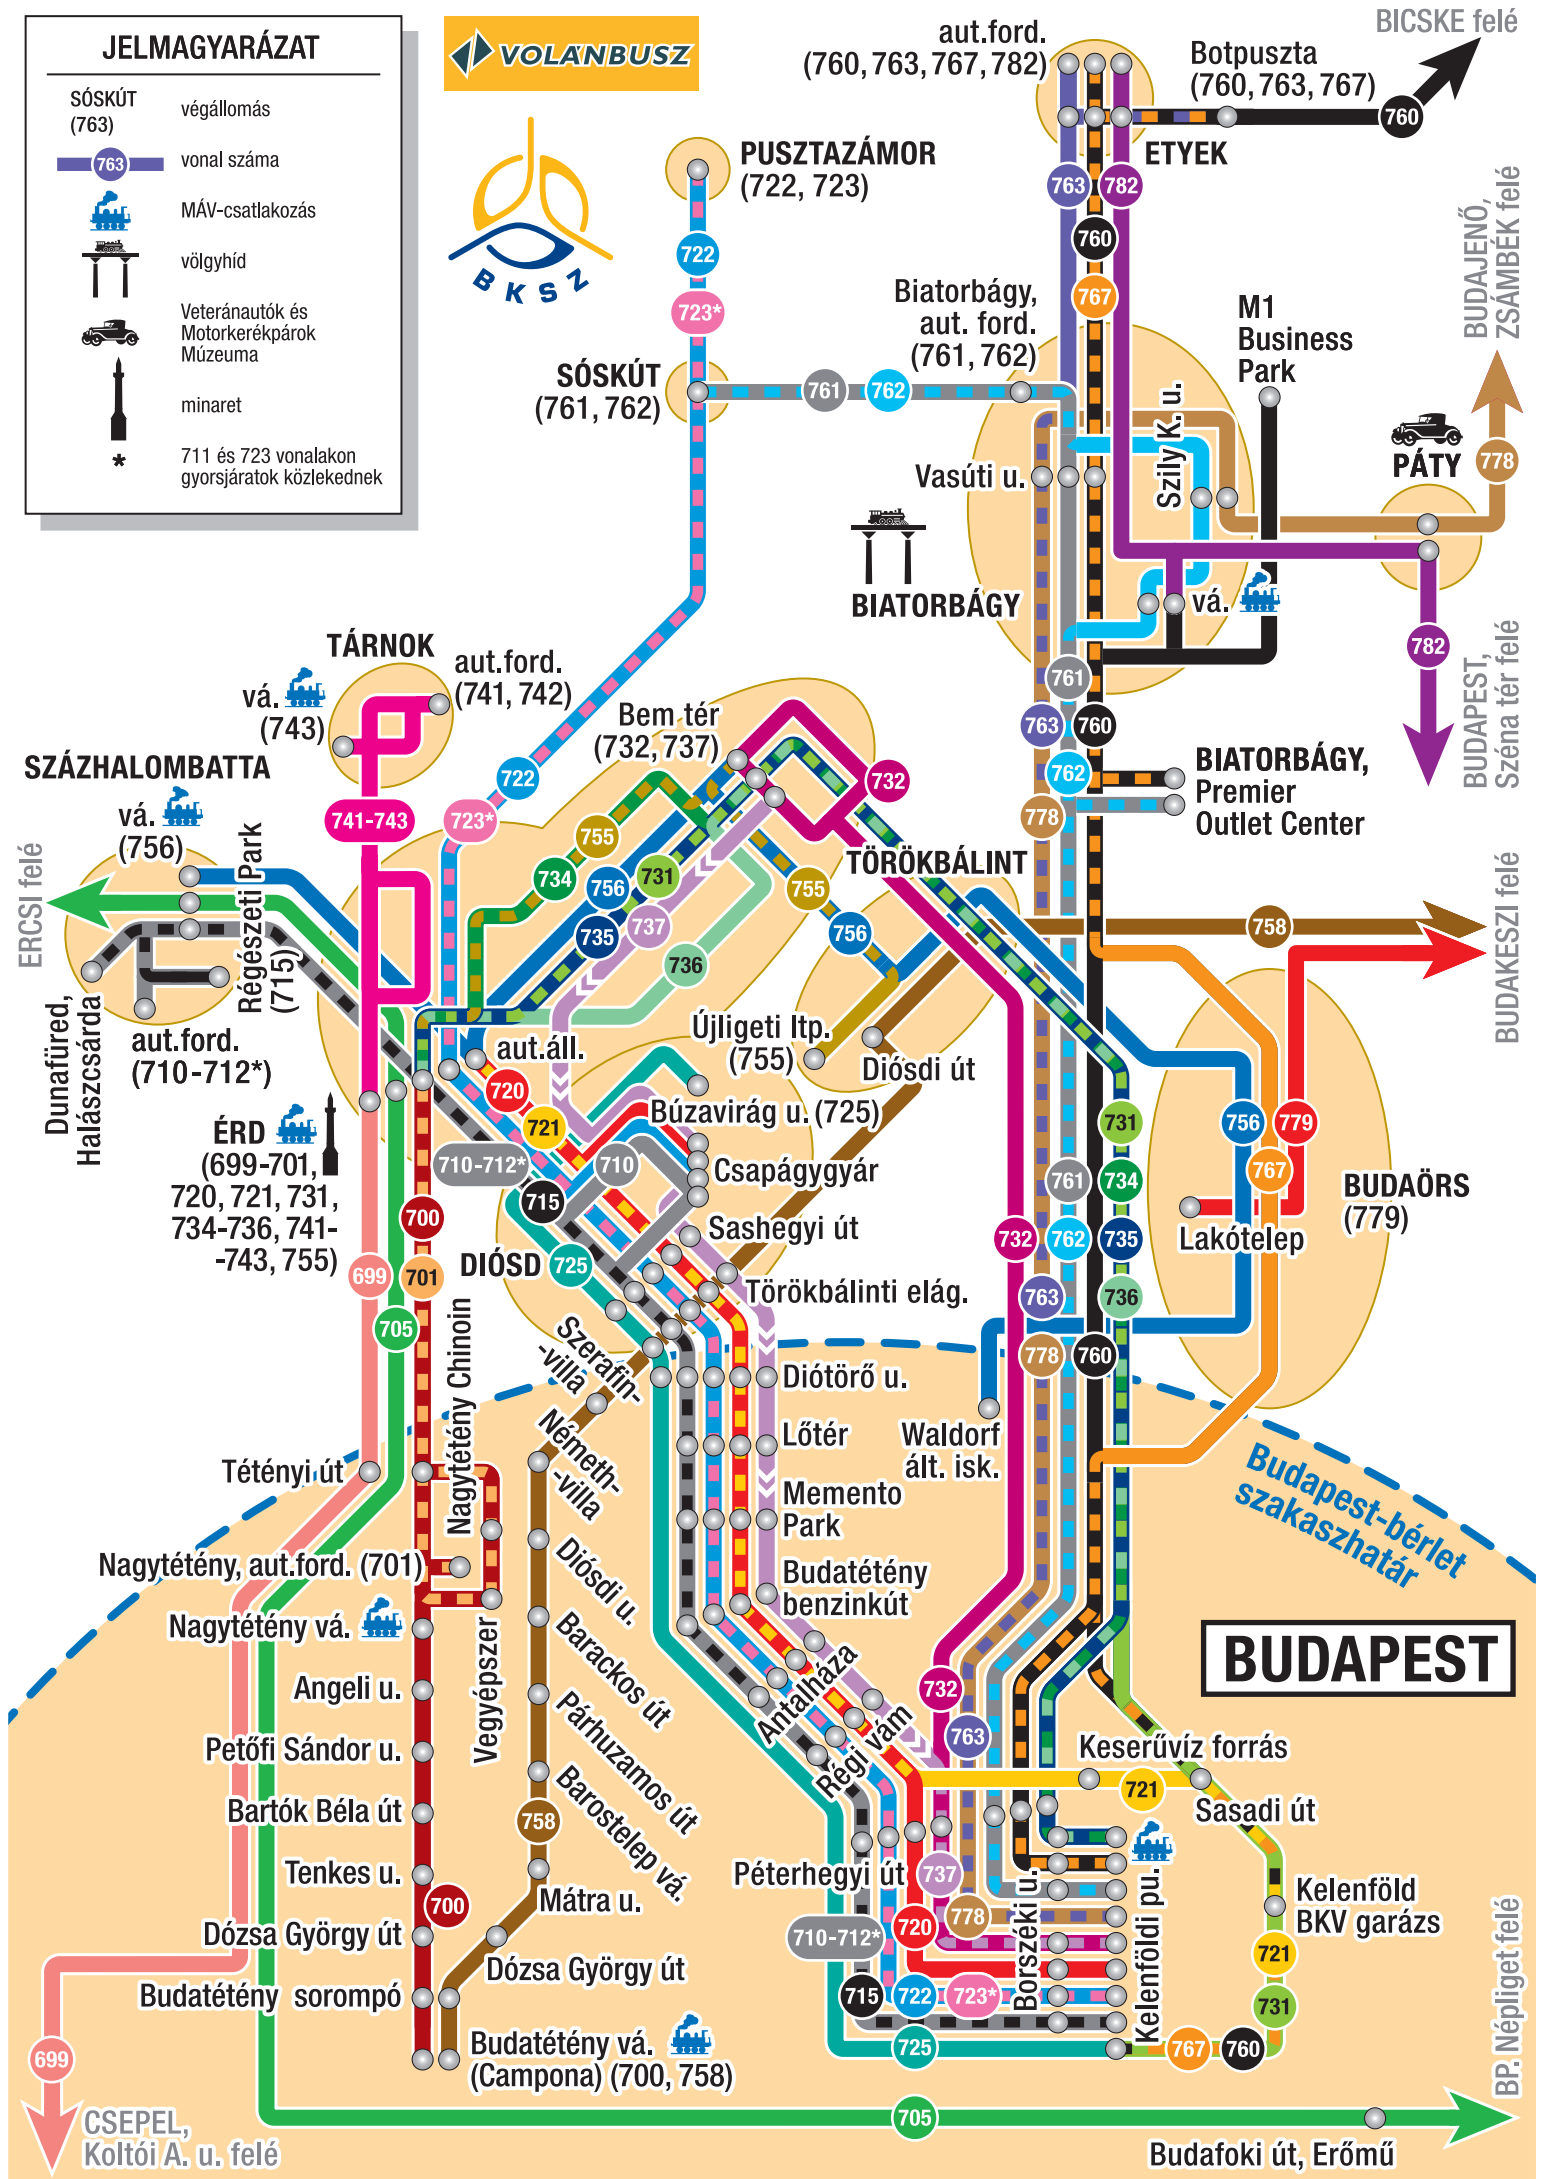 JELMAGYARÁZAT
SÓSKÚT
(763)
végállomás
763
vonal száma
MÁV-csatlakozás
völgyhíd
Veteránautók és
Motorkerékpárok
Múzeuma
minaret
*
711 és 723 vonalakon
gyorsjáratok közlekednek
VOLÁNBUSZ
BKSZ
PUSZTAZÁMOR
(722, 723)
722
723*
SÓSKÚT
(761, 762)
761
762
aut.ford.
(760, 763, 767, 782)
Botpuszta
(760, 763, 767)
BICSKE felé
760
ETYEK
763
782
760
767
Biatorbágy,
aut. ford.
(761, 762)
M1
Business
Park
BUDAJENŐ,
ZSÁMBÉK felé
Szily K. u.
Vasúti u.
PÁTY
778
BIATORBÁGY
vá.
782
BUDAPEST,
Széna tér felé
761
763
760
762
778
BIATORBÁGY,
Premier
Outlet Center
TÁRNOK
vá.
(743)
aut.ford.
(741, 742)
741-743
722
723*
Bem tér
(732, 737)
732
SZÁZHALOMBATTA
vá.
(756)
Régészeti Park
(715)
ERCSI felé
Dunafüred,
Halászcsárda
aut.ford.
(710-712*)
755
734
756
731
735
737
736
TÖRÖKBÁLINT
755
756
758
BUDAKESZI felé
Újligeti ltp.
(755)
Diósdi út
aut.áll.
720
721
Búzavirág u. (725)
Csapágygyár
710-712*
710
715
Sashegyi út
DIÓSD
725
Törökbálinti elág.
ÉRD
(699-701,
720, 721, 731,
734-736, 741-
-743, 755)
700
699
701
705
731
756
779
761
734
767
732
762
735
763
736
778
760
Lakótelep
BUDAÖRS
(779)
Szerafin-
-villa
Németh-
-villa
Diótörő u.
Lőtér
Memento
Park
Budatétény
benzinkút
Waldorf
ált. isk.
Budapest-bérlet
szakaszhatár
BUDAPEST
Tétényi út
Nagytétény Chinoin
Nagytétény, aut.ford. (701)
Nagytétény vá.
Angeli u.
Petőfi Sándor u.
Bartók Béla út
Tenkes u.
700
Dózsa György út
Budatétény sorompó
Vegyépszer
Diósdi u.
Barackos út
Párhuzamos út
Barostelep vá.
758
Mátra u.
Dózsa György út
Budatétény vá.
(Campona) (700, 758)
Antalháza
Régi vám
732
763
Keserűvíz forrás
721
Sasadi út
Péterhegyi út
737
778
720
710-712*
715
722
723*
725
Borszéki u.
Kelenföldi pu.
Kelenföld
BKV garázs
721
731
767
760
BP. Népliget felé
699
CSEPEL,
Koltói A. u. felé
705
Budafoki út, Erőmű